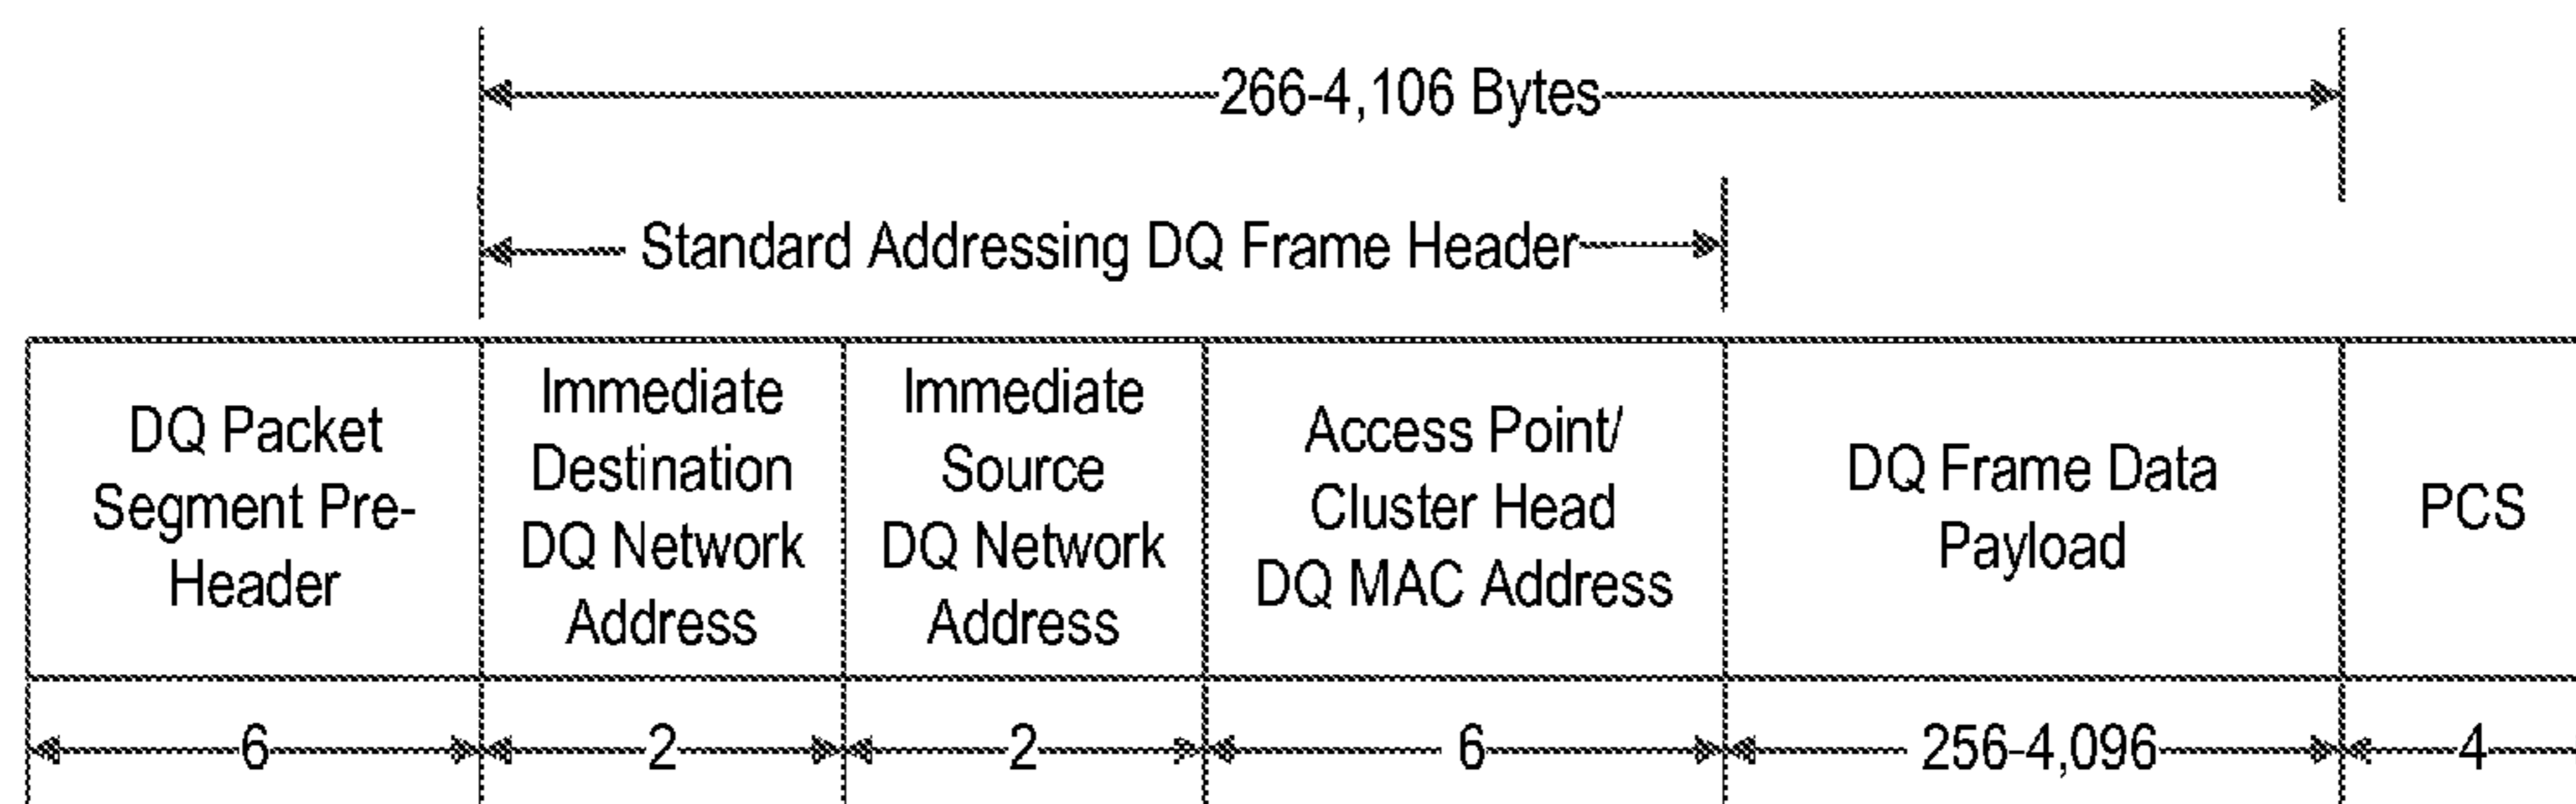 266-4,106 Bytes
Standard Addressing DQ Frame Header
DQ Packet
Segment Pre-
Header
Immediate
Destination
DQ Network
Address
Immediate
Source
DQ Network
Address
Access Point/
Cluster Head
DQ MAC Address
DQ Frame Data
Payload
PCS
6
2
2
6
256-4,096
4